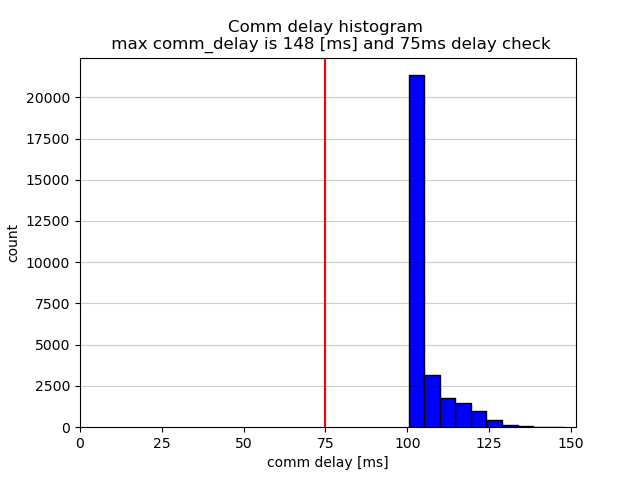 Comm delay histogram
max comm_delay is 148 [ms] and 75ms delay check
20000
17500
15000
12500
10000
7500
5000
2500
0
count
0 25 50 75 100 125 150
comm delay [ms]